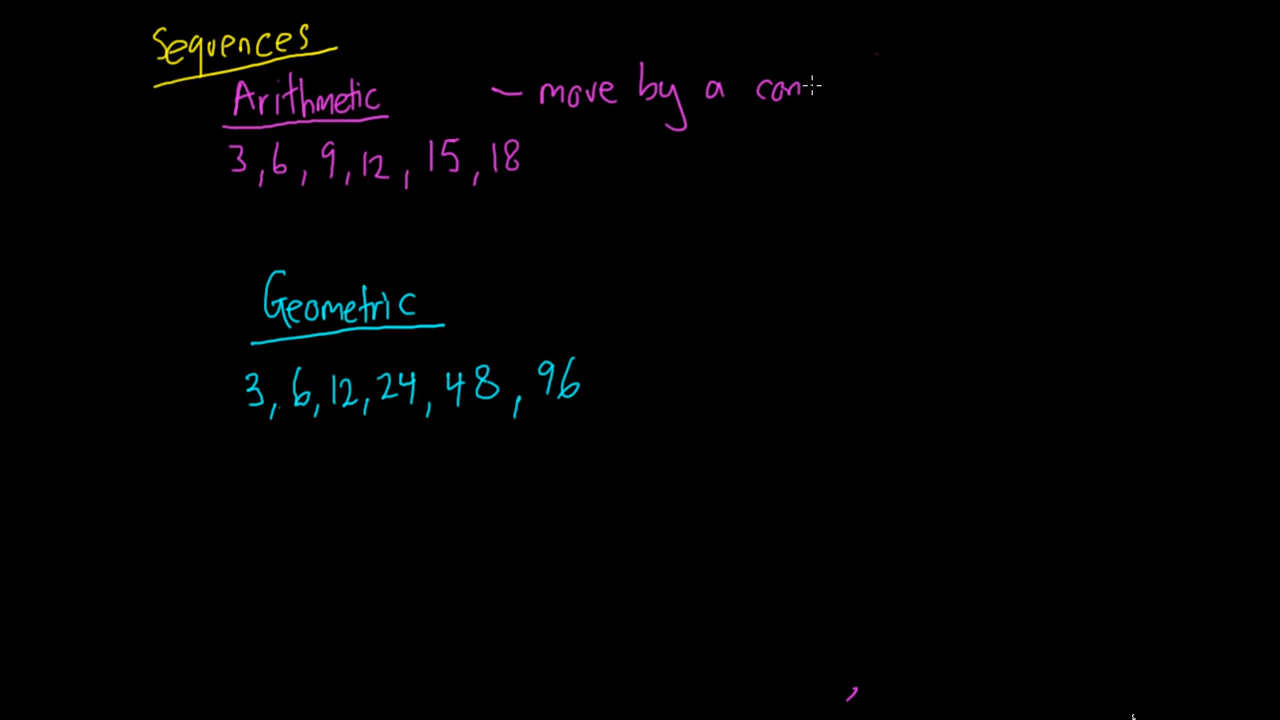 Sequences
Arithmetic – move by a con
3, 6, 9, 12, 15, 18
Geometric
3, 6, 12, 24, 48, 96